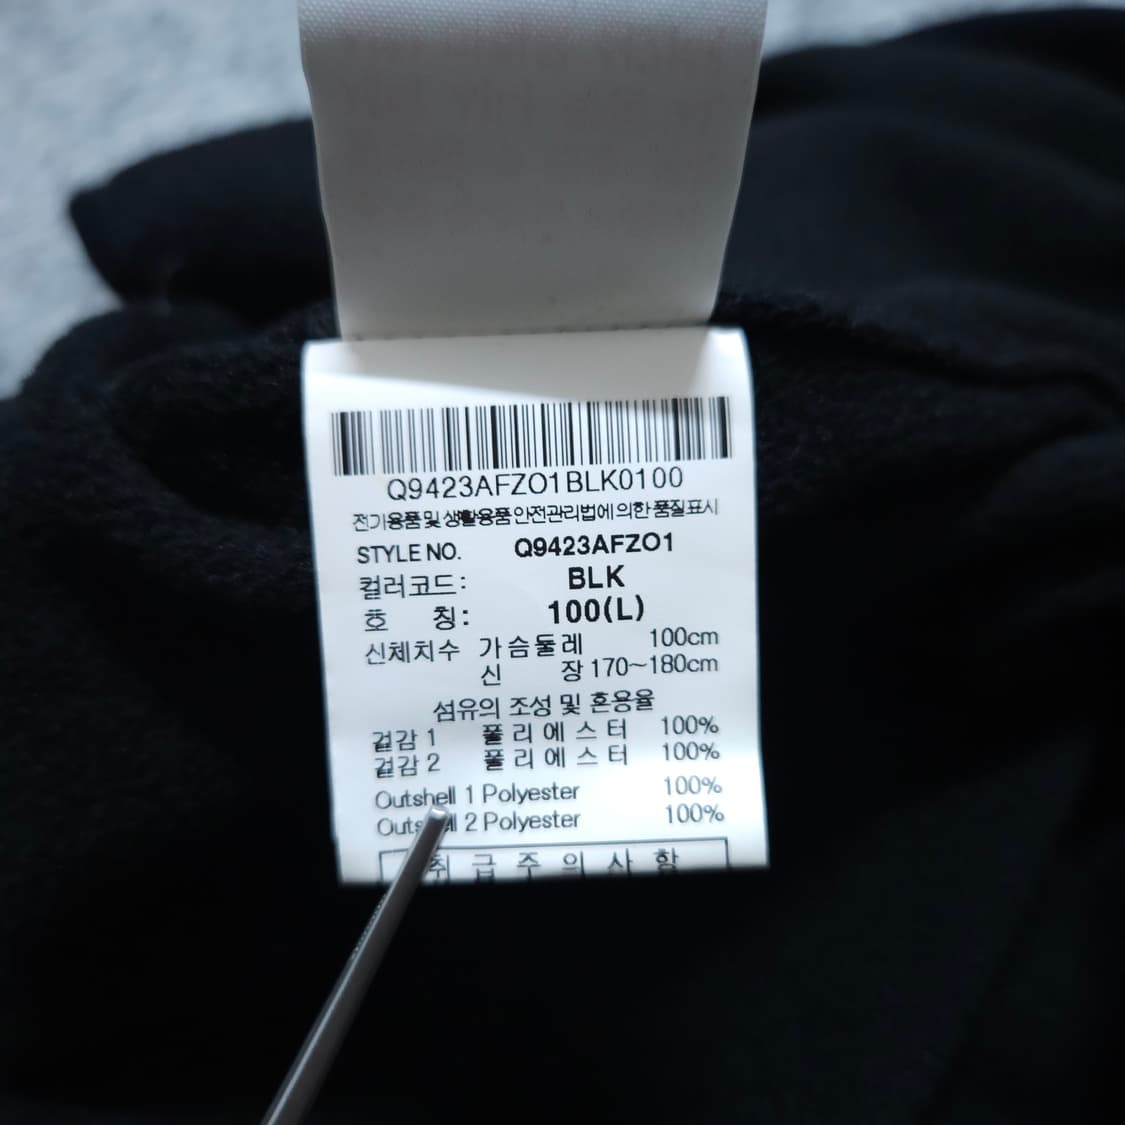 Q9423AFZO1BLK0100
전기용품 및 생활용품 안전관리법에 의한 품질표시
STYLE NO. Q9423AFZO1
컬러코드: BLK
호 칭: 100(L)
신체치수 가슴둘레 100cm
신 장 170~180cm
섬유의 조성 및 혼용율
겉감 1 폴리에스터 100%
겉감 2 폴리에스터 100%
Outshell 1 Polyester 100%
Outshell 2 Polyester 100%
취급주의사항